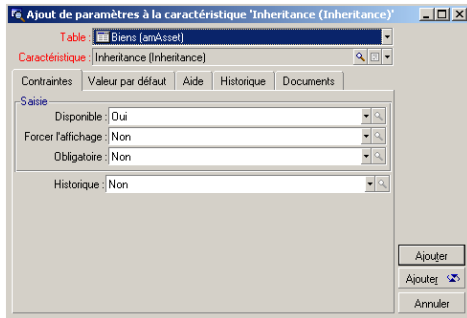 Ajout de paramètres à la caractéristique 'Inheritance (Inheritance)'
Table : Biens (amAsset)
Caractéristique : Inheritance (Inheritance)
Contraintes Valeur par défaut Aide Historique Documents
Saisie
Disponible : Oui
Forcer l'affichage : Non
Obligatoire : Non
Historique : Non
Ajouter
Ajouter
Annuler